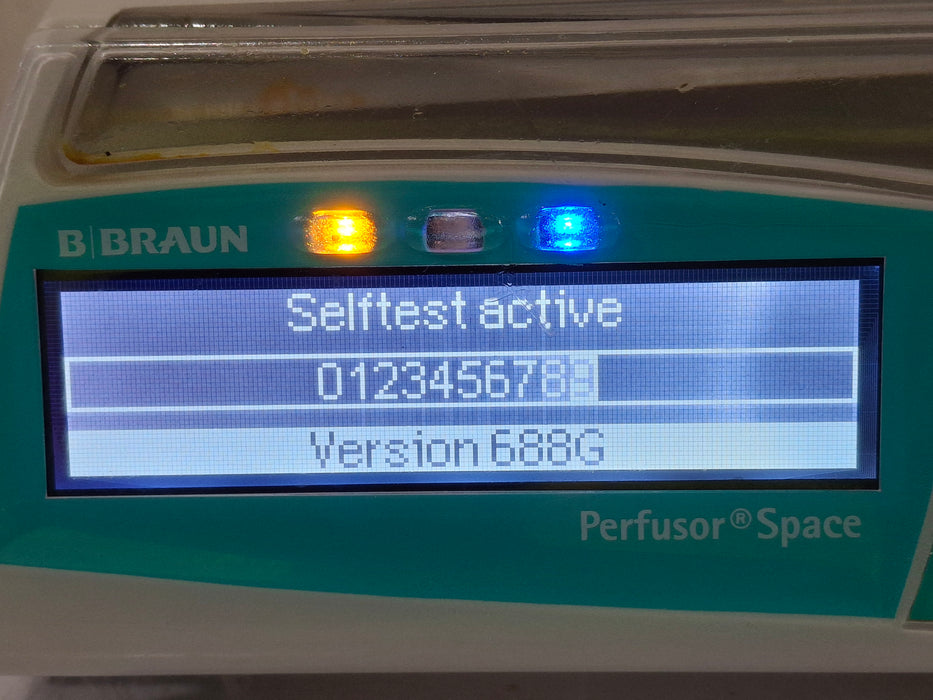 B|BRAUN
Selftest active
012345678
Version 688G
Perfusor® Space